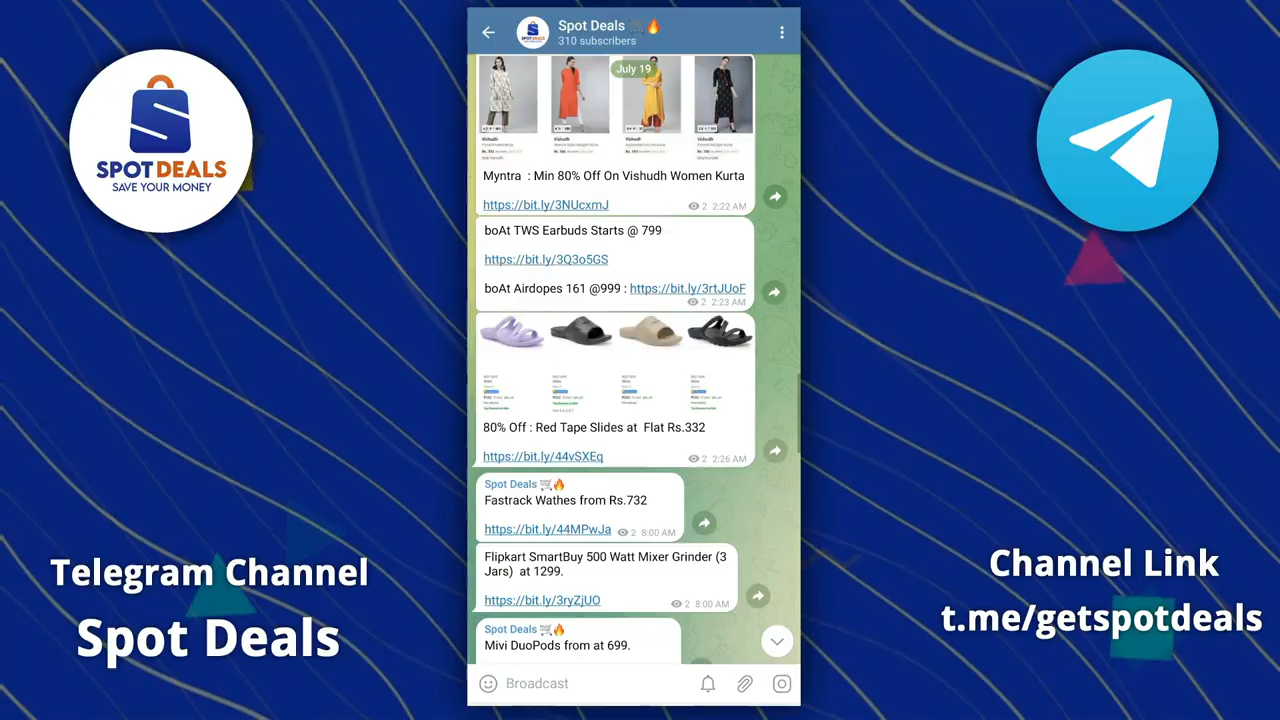 SPOTDEALS
SAVE YOUR MONEY
Telegram Channel
Spot Deals
Spot Deals 🛒🔥
310 subscribers
July 19
Vishudh Vishudh Vishudh Vishudh
Myntra : Min 80% Off On Vishudh Women Kurta
https://bit.ly/3NUcxmJ
2 2:22 AM
boAt TWS Earbuds Starts @ 799
https://bit.ly/3Q3o5GS
boAt Airdopes 161 @999 : https://bit.ly/3rtJUoF
2 2:23 AM
80% Off : Red Tape Slides at Flat Rs.332
https://bit.ly/44vSXEq
2 2:26 AM
Spot Deals 🛒🔥
Fastrack Wathes from Rs.732
https://bit.ly/44MPwJa
2 8:00 AM
Flipkart SmartBuy 500 Watt Mixer Grinder (3
Jars) at 1299.
https://bit.ly/3ryZjUO
2 8:00 AM
Spot Deals 🛒🔥
Mivi DuoPods from at 699.
Broadcast
Channel Link
t.me/getspotdeals